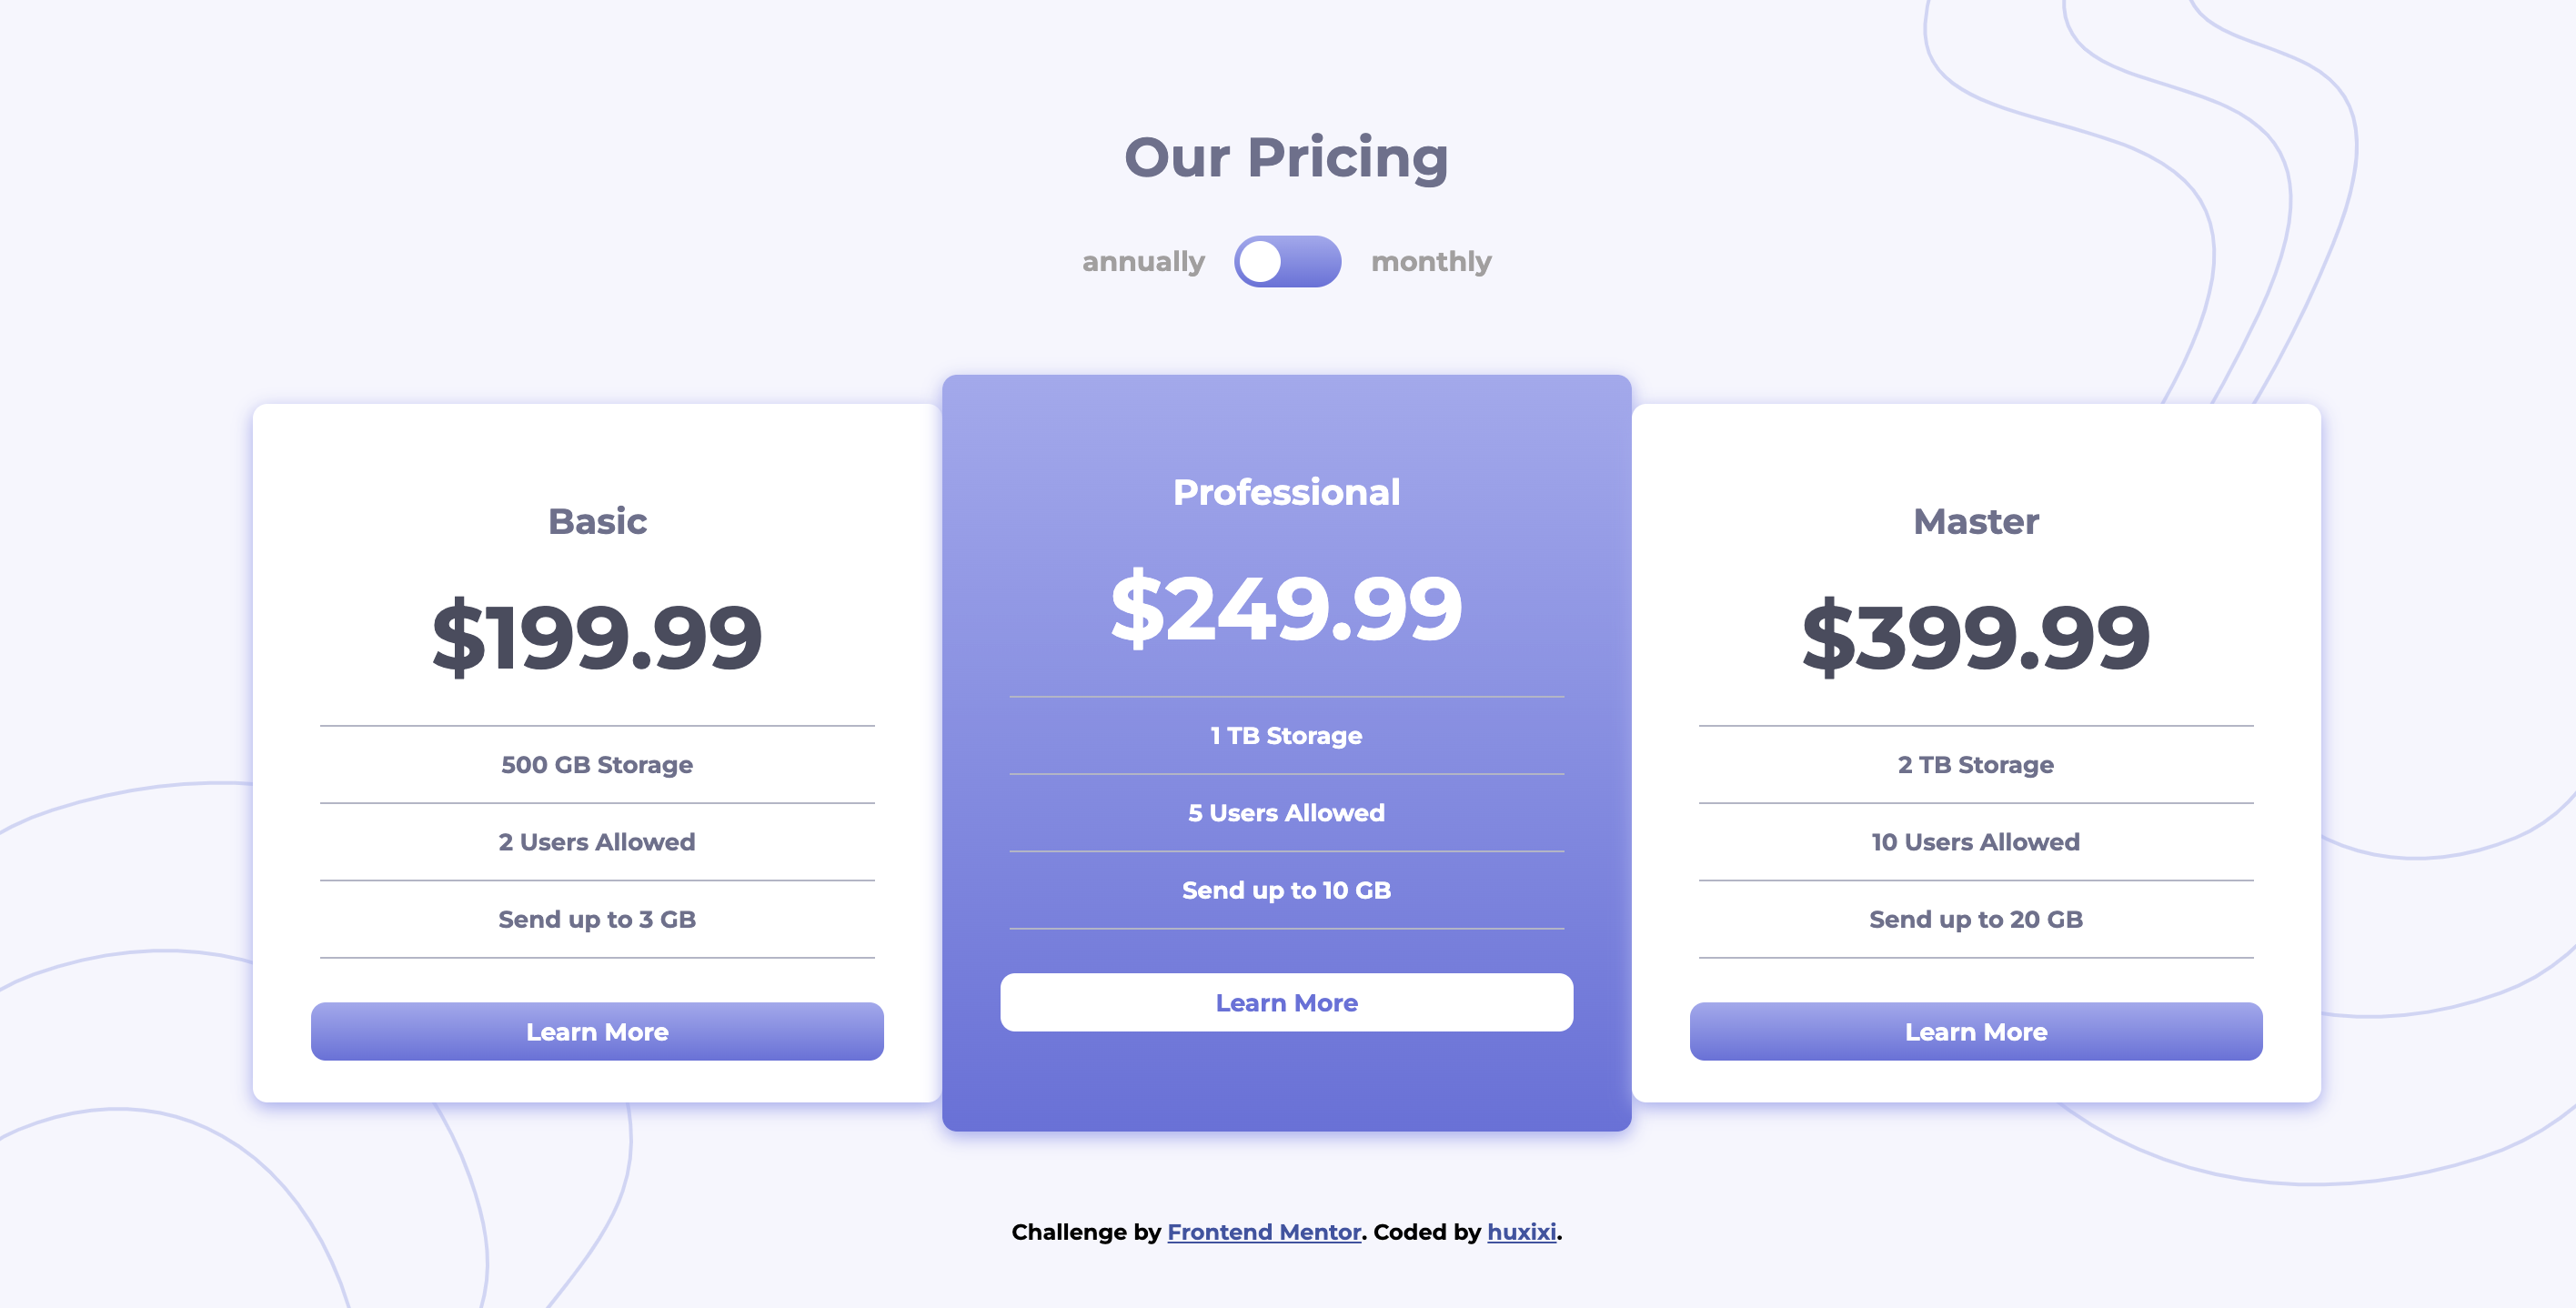 Our Pricing
annually
monthly
Basic
$199.99
500 GB Storage
2 Users Allowed
Send up to 3 GB
Learn More
Professional
$249.99
1 TB Storage
5 Users Allowed
Send up to 10 GB
Learn More
Master
$399.99
2 TB Storage
10 Users Allowed
Send up to 20 GB
Learn More
Challenge by Frontend Mentor. Coded by huxixi.